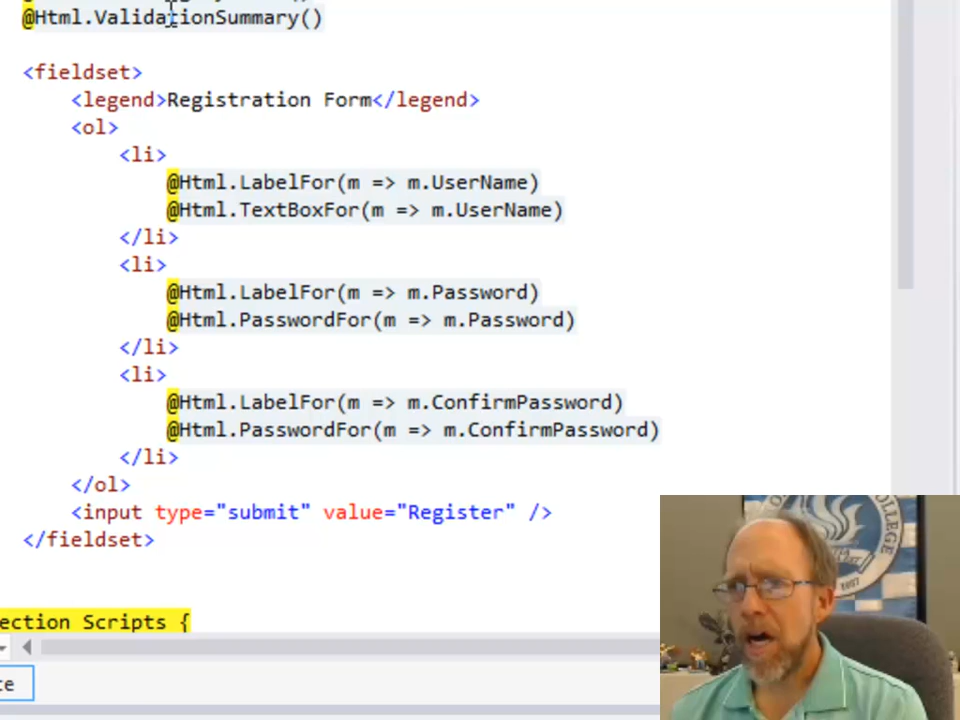 @Html.ValidationSummary()
<fieldset>
<legend>Registration Form</legend>
<ol>
<li>
@Html.LabelFor(m => m.UserName)
@Html.TextBoxFor(m => m.UserName)
</li>
<li>
@Html.LabelFor(m => m.Password)
@Html.PasswordFor(m => m.Password)
</li>
<li>
@Html.LabelFor(m => m.ConfirmPassword)
@Html.PasswordFor(m => m.ConfirmPassword)
</li>
</ol>
<input type="submit" value="Register" />
</fieldset>
ection Scripts {
COLLEGE
1857